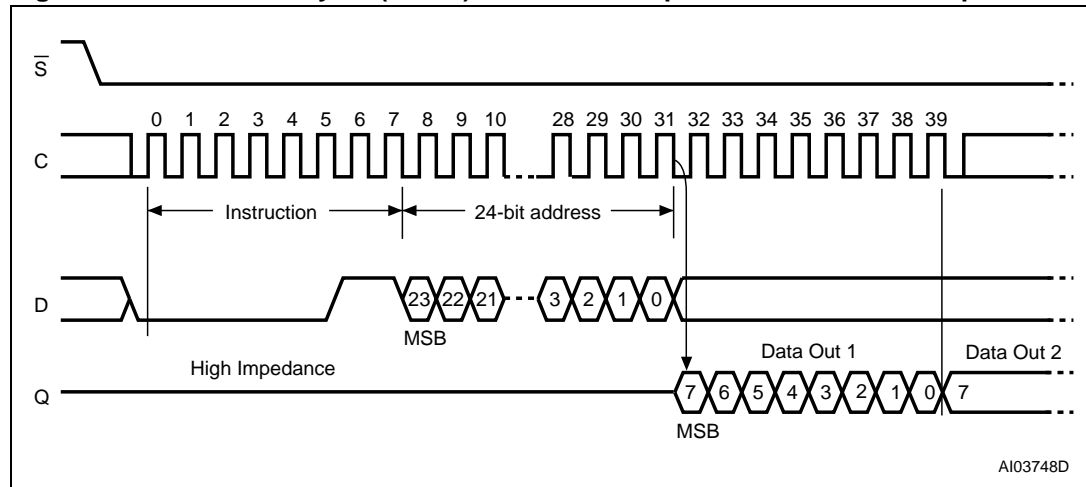 S
0 1 2 3 4 5 6 7 8 9 10 28 29 30 31 32 33 34 35 36 37 38 39
C
Instruction 24-bit address
D
23 22 21 3 2 1 0
MSB
High Impedance
Data Out 1 Data Out 2
Q
7 6 5 4 3 2 1 0 7
MSB
AI03748D